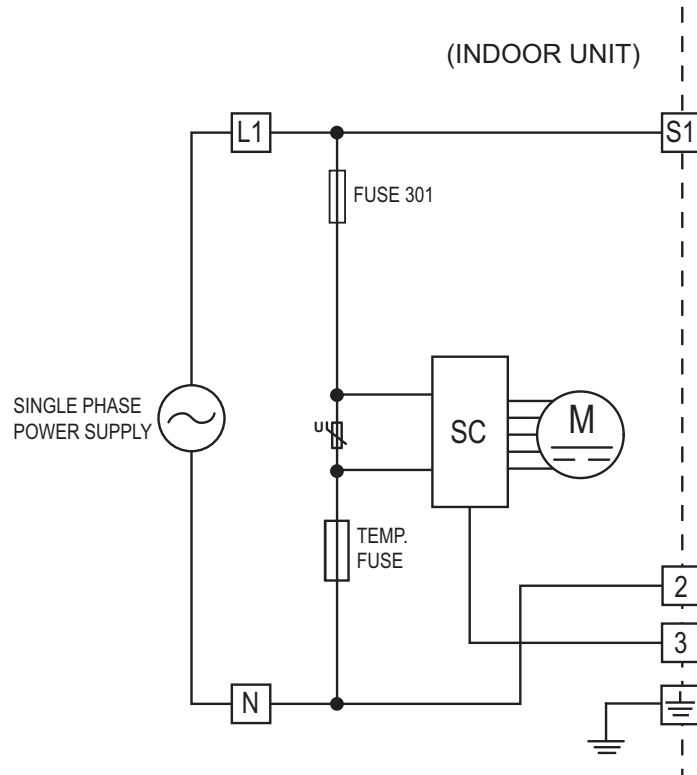 (INDOOR UNIT)
L1
S1
FUSE 301
SINGLE PHASE
POWER SUPPLY
U
SC
M
TEMP.
FUSE
2
3
N